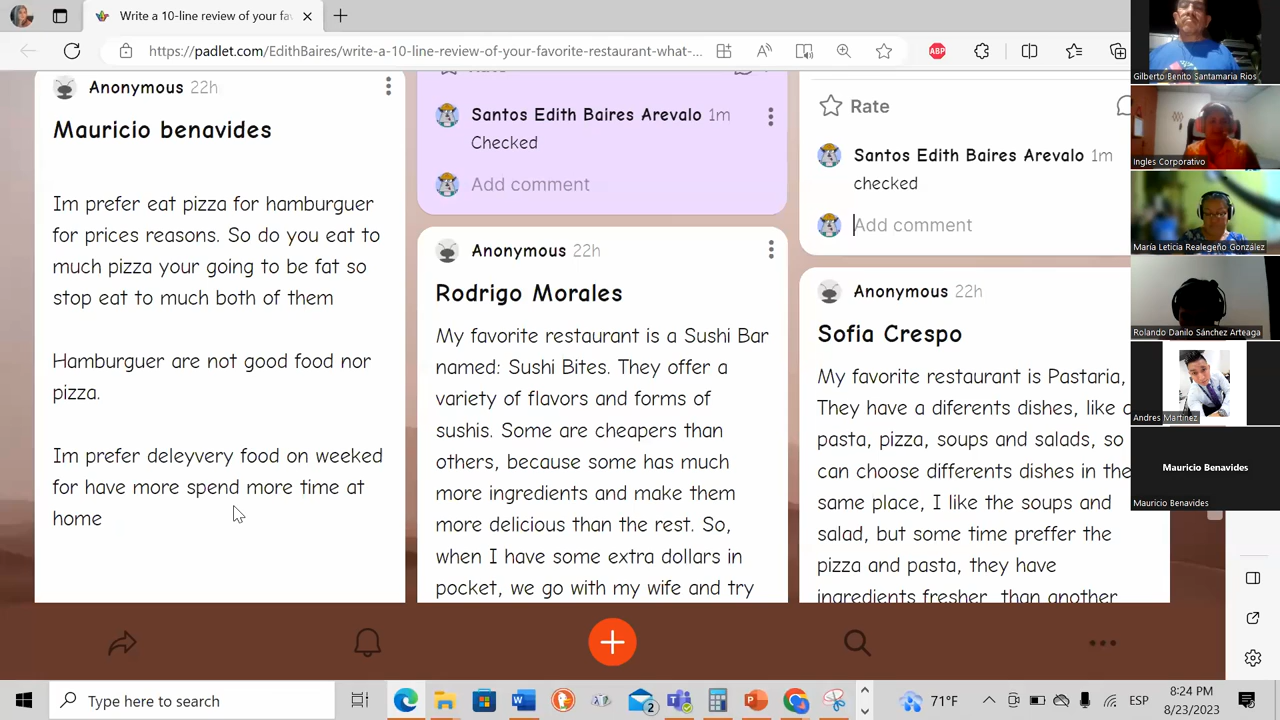 Write a 10-line review of your fa
https://padlet.com/EdithBaires/write-a-10-line-review-of-your-favorite-restaurant-what-...
ABP
Anonymous 22h
Mauricio benavides
Im prefer eat pizza for hamburguer
for prices reasons. So do you eat to
much pizza your going to be fat so
stop eat to much both of them
Hamburguer are not good food nor
pizza.
Im prefer deleyvery food on weeked
for have more spend more time at
home
Santos Edith Baires Arevalo 1m
Checked
Add comment
Anonymous 22h
Rodrigo Morales
My favorite restaurant is a Sushi Bar
named: Sushi Bites. They offer a
variety of flavors and forms of
sushis. Some are cheapers than
others, because some has much
more ingredients and make them
more delicious than the rest. So,
when I have some extra dollars in
pocket, we go with my wife and try
Rate
Santos Edith Baires Arevalo 1m
checked
Add comment
Anonymous 22h
Sofia Crespo
My favorite restaurant is Pastaria,
They have a diferents dishes, like a
pasta, pizza, soups and salads, so
can choose differents dishes in the
same place, I like the soups and
salad, but some time preffer the
pizza and pasta, they have
ingredients fresher than another
Gilberto Benito Santamaria Rios
Ingles Corporativo
María Leticia Realegeño González
Rolando Danilo Sánchez Arteaga
Andres Martinez
Mauricio Benavides
Mauricio Benavides
Type here to search
2
71°F
ESP
8:24 PM
8/23/2023